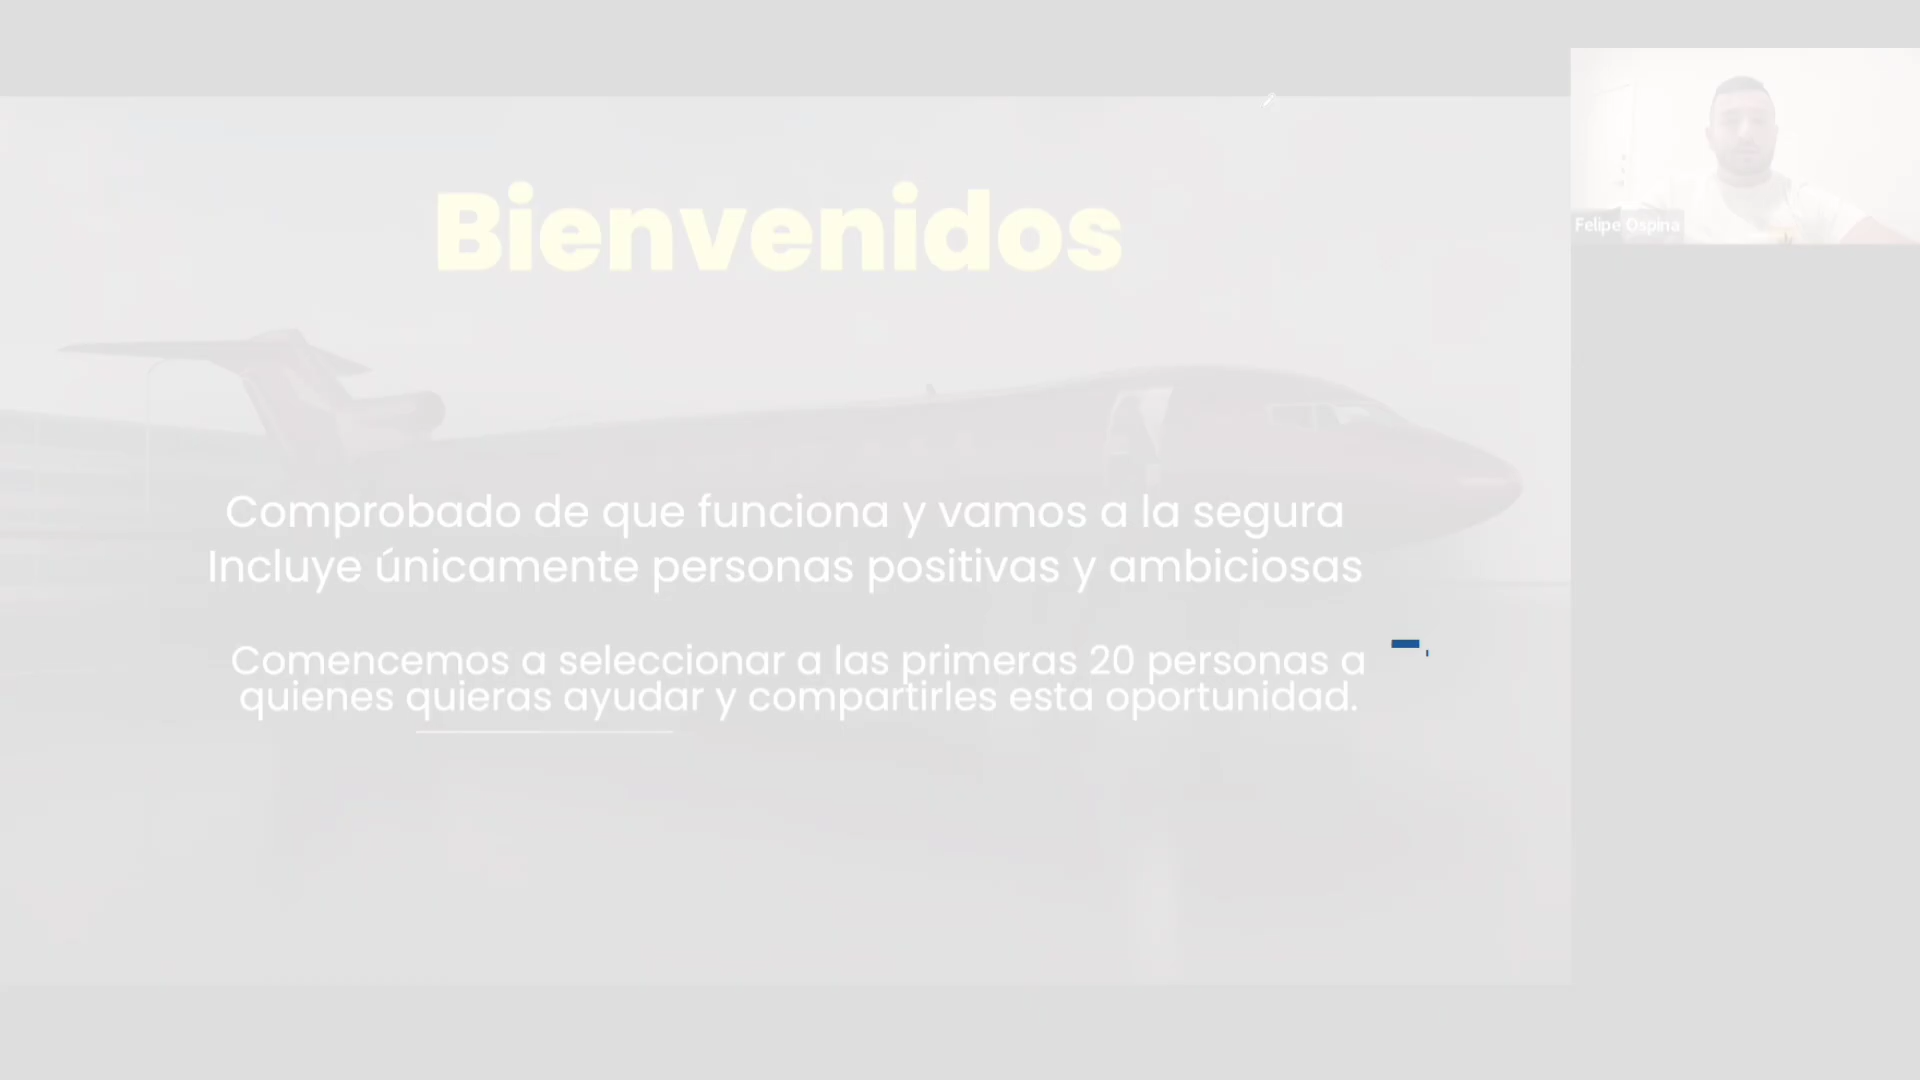 Bienvenidos
Felipe Ospina
Comprobado de que funciona y vamos a la segura
Incluye únicamente personas positivas y ambiciosas
Comencemos a seleccionar a las primeras 20 personas a
quienes quieras ayudar y compartirles esta oportunidad.